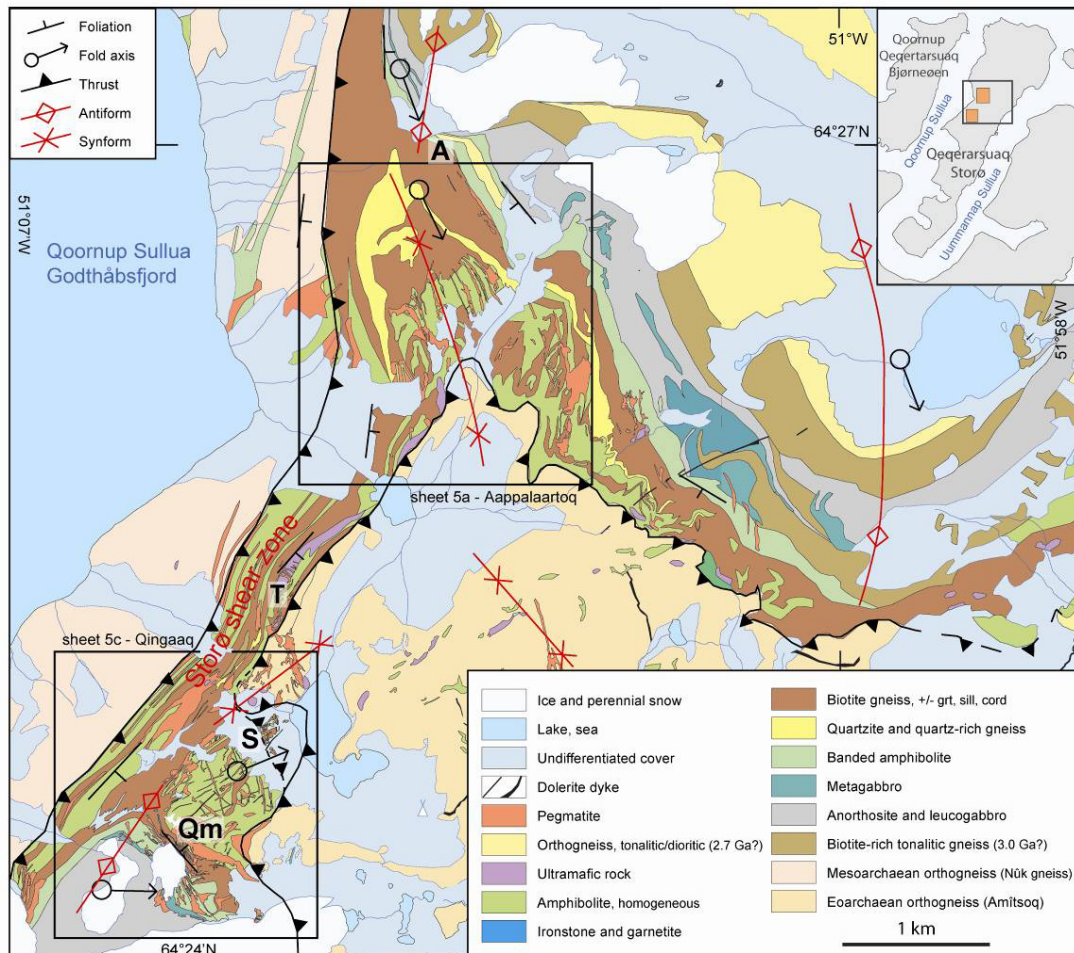 Foliation
Fold axis
Thrust
Antiform
Synform
51°W
Qoornup
Qeqertarsuaq
Bjørneøen
Qoornup Sullua
Qeqerarsuaq
Storø
Uummannap Sullua
64°27'N
51°07'W
A
Qoornup Sullua
Godthåbsfjord
51°58'W
sheet 5a - Aappalaartoq
Storø shear zone
T
sheet 5c - Qingaaq
S
Qm
64°24'N
Ice and perennial snow
Lake, sea
Undifferentiated cover
Dolerite dyke
Pegmatite
Orthogneiss, tonalitic/dioritic (2.7 Ga?)
Ultramafic rock
Amphibolite, homogeneous
Ironstone and garnetite
Biotite gneiss, +/- grt, sill, cord
Quartzite and quartz-rich gneiss
Banded amphibolite
Metagabbro
Anorthosite and leucogabbro
Biotite-rich tonalitic gneiss (3.0 Ga?)
Mesoarchaean orthogneiss (Nûk gneiss)
Eoarchaean orthogneiss (Amîtsoq)
1 km